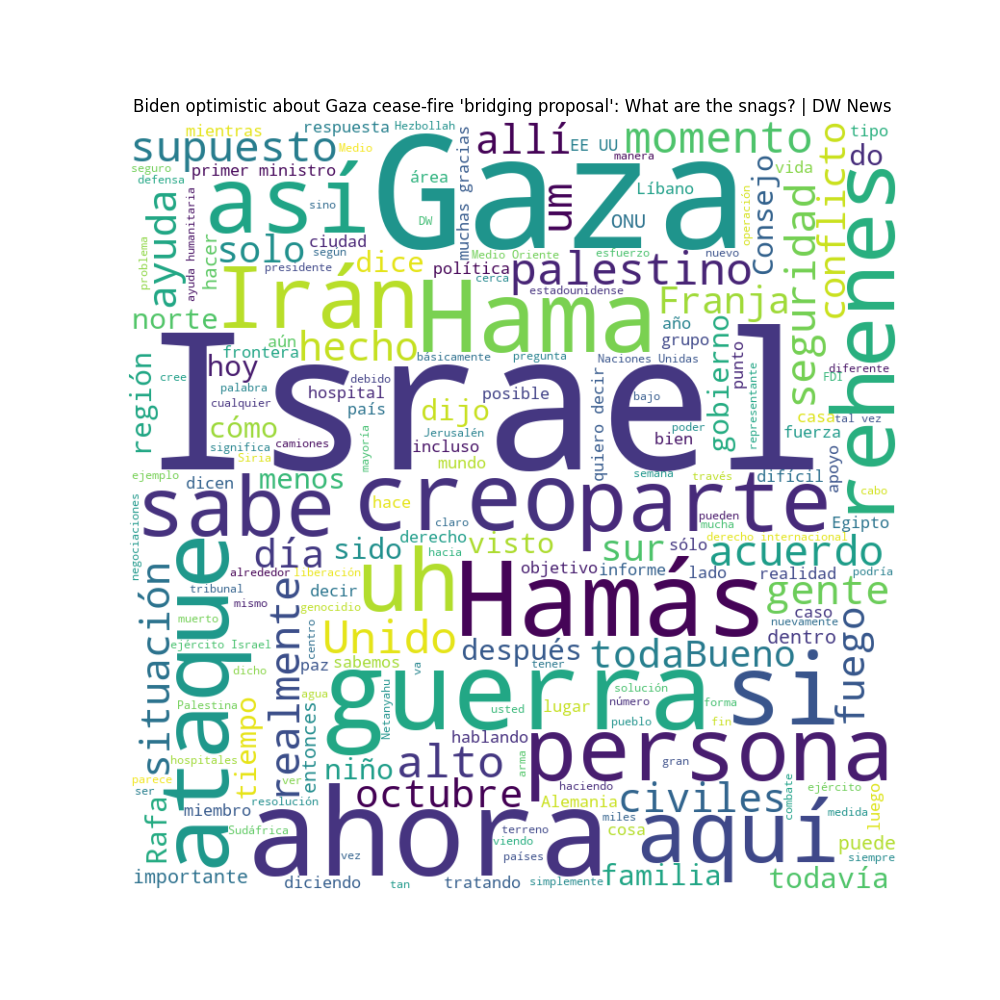 Biden optimistic about Gaza cease-fire 'bridging proposal': What are the snags? | DW News
mientras
respuesta
Hezbollah
allí
EE UU
momento
tipo
supuesto
Medio
muchas gracias
manera
do
seguro
primer ministro
área
Gaza
um
Líbano
vida
defensa
así
sino
DW
ONU
operación
Consejo
seguridad
conflicto
rehenes
ayuda
ayuda humanitaria
hacer
problema
solo
ciudad
según
presidente
dice
política
Medio Oriente
cerca
esfuerzo
nuevo
palestino
estadounidense
norte
Irán
Hama
Franja
año
grupo
aún
frontera
hecho
básicamente
pregunta
Naciones Unidas
gobierno
punto
diferente
región
cree
hoy
palabra
cualquier
debido
hospital
país
posible
bajo
representante
FDI
Israel
cómo
significa
Siria
camiones
mayoría
dijo
Jerusalén
incluso
mundo
quiero decir
bien
poder
casa
tal vez
fuerza
ejemplo
dicen
menos
semana
través
difícil
apoyo
cabo
negociaciones
sabe
hace
creo
parte
claro
pueden
mucha
Egipto
derecho
derecho internacional
día
sido
hacia
visto
sur
sólo
acuerdo
ataque
situación
alrededor
liberación
decir
uh
objetivo
informe
lado
realidad
podría
tribunal
mismo
genocidio
Hamás
gente
muerto
realmente
centro
caso
nuevamente
ejército Israel
Unido
después
toda
Bueno
dentro
fuego
dicho
paz
sabemos
va
tener
Palestina
agua
guerra
solución
si
Netanyahu
usted
lugar
número
forma
tiempo
entonces
pueblo
fin
hospitales
hablando
persona
parece
ver
niño
alto
arma
gran
ser
Rafa
miembro
resolución
octubre
haciendo
Alemania
civiles
combate
ejército
luego
medida
miles
Sudáfrica
ahora
terreno
cosa
aquí
viendo
puede
vez
países
siempre
importante
diciendo
tan
tratando
simplemente
familia
todavía